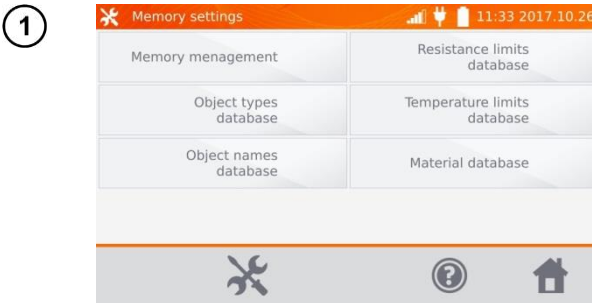 1
Memory settings
11:33 2017.10.26
Memory menagement
Resistance limits
database
Object types
database
Temperature limits
database
Object names
database
Material database
?